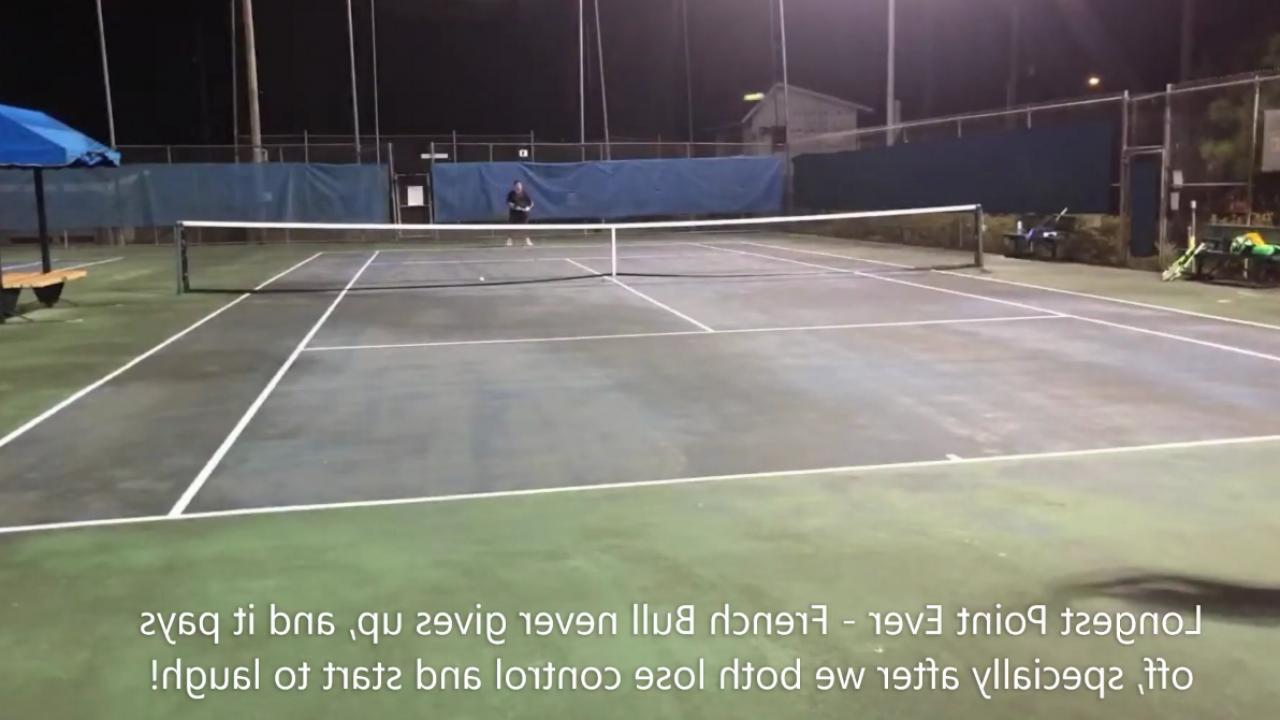 Longest Point Ever - French Bull never gives up, and it pays
off, specially after we both lose control and start to laugh!